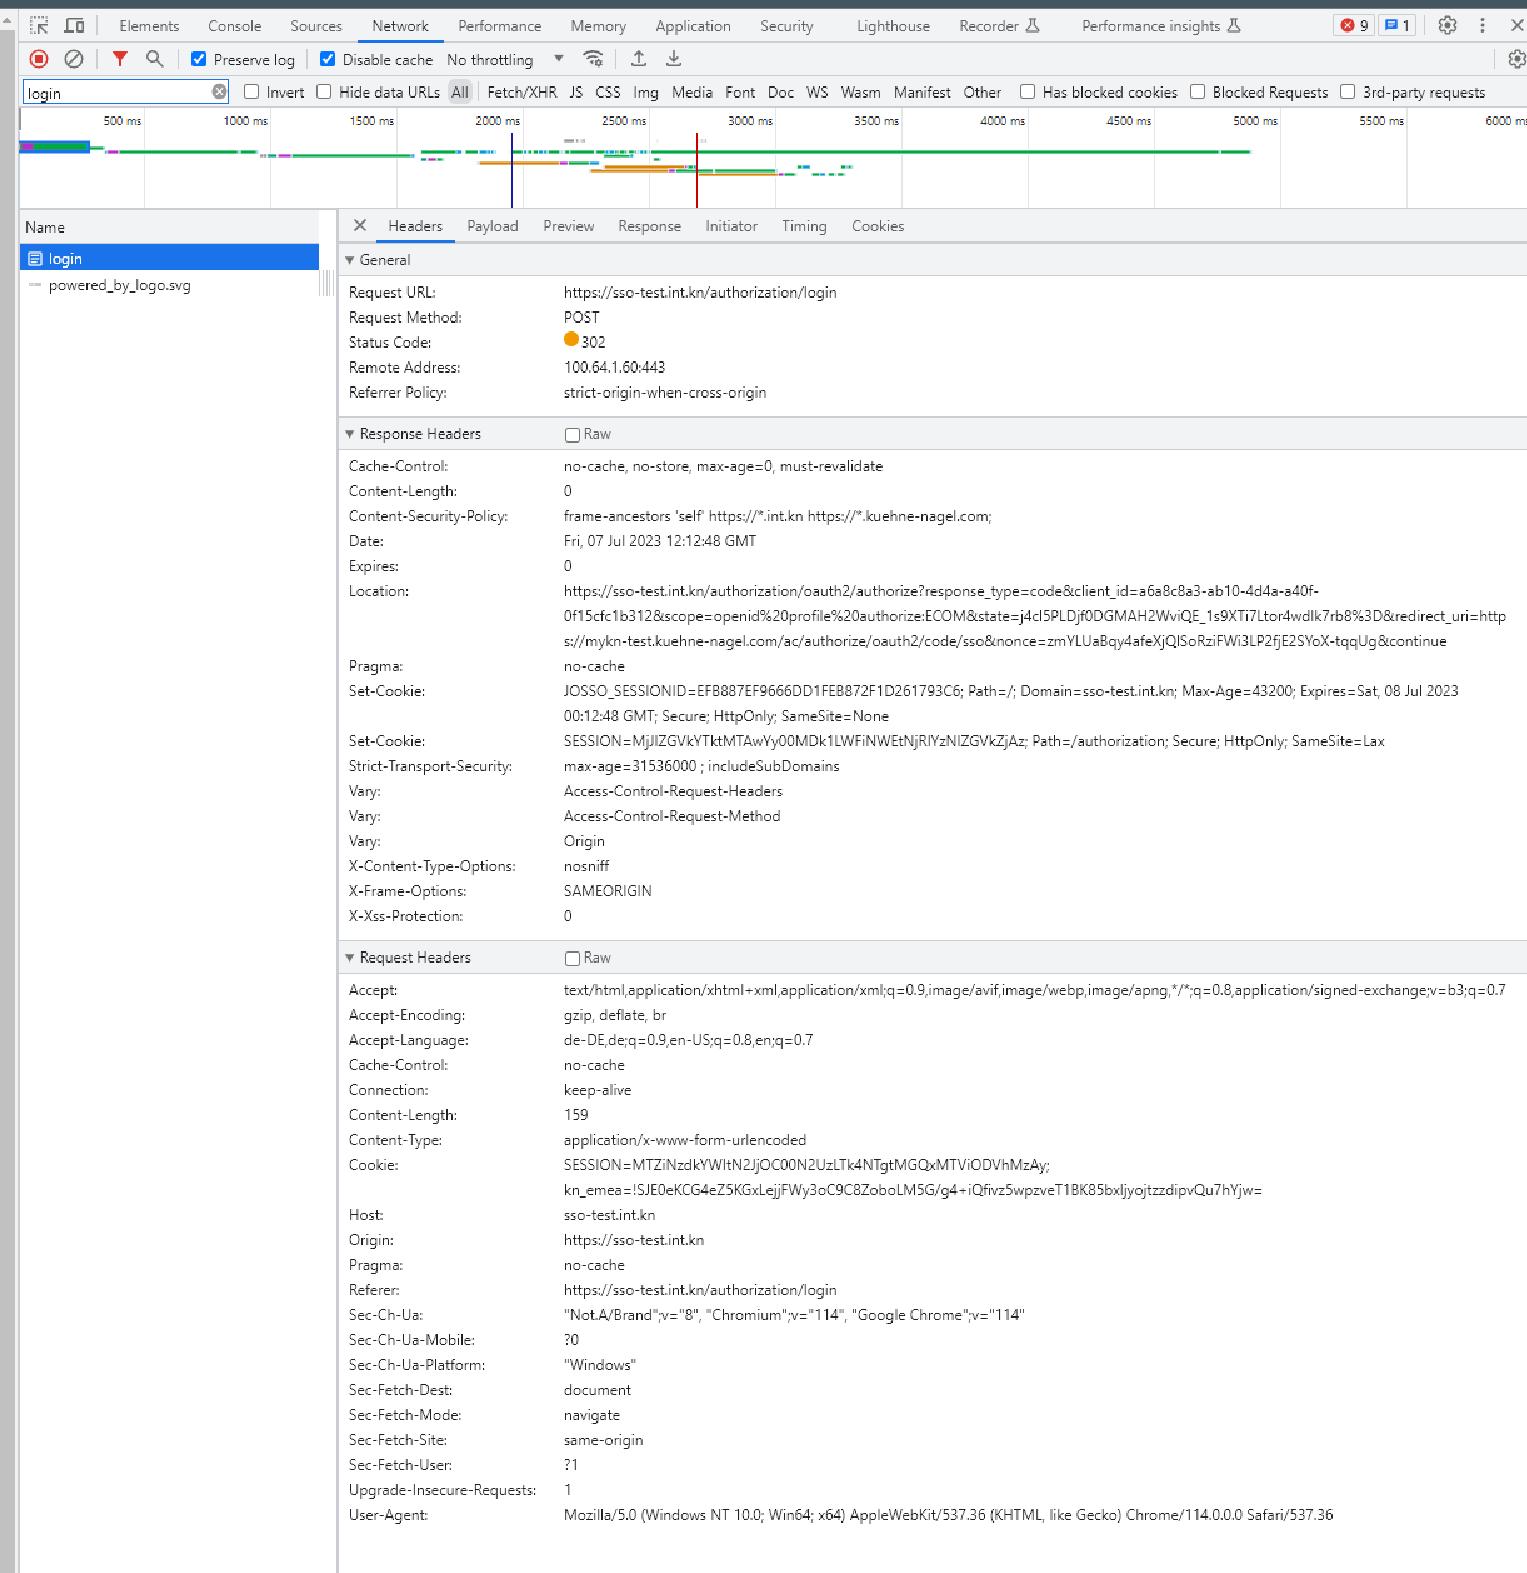 Elements Console Sources Network Performance Memory Application Security Lighthouse Recorder Performance insights 9 1
Preserve log Disable cache No throttling
login Invert Hide data URLs All Fetch/XHR JS CSS Img Media Font Doc WS Wasm Manifest Other Has blocked cookies Blocked Requests 3rd-party requests
500 ms 1000 ms 1500 ms 2000 ms 2500 ms 3000 ms 3500 ms 4000 ms 4500 ms 5000 ms 5500 ms 6000 ms
Name
login
powered_by_logo.svg
Headers Payload Preview Response Initiator Timing Cookies
General
Request URL: https://sso-test.int.kn/authorization/login
Request Method: POST
Status Code: 302
Remote Address: 100.64.1.60:443
Referrer Policy: strict-origin-when-cross-origin
Response Headers Raw
Cache-Control: no-cache, no-store, max-age=0, must-revalidate
Content-Length: 0
Content-Security-Policy: frame-ancestors 'self' https://*.int.kn https://*.kuehne-nagel.com;
Date: Fri, 07 Jul 2023 12:12:48 GMT
Expires: 0
Location: https://sso-test.int.kn/authorization/oauth2/authorize?response_type=code&client_id=a6a8c8a3-ab10-4d4a-a40f-
0f15cfc1b312&scope=openid%20profile%20authorize:ECOM&state=j4cl5PLDjf0DGMAH2WviQE_1s9XTi7Ltor4wdlk7rb8%3D&redirect_uri=http
s://mykn-test.kuehne-nagel.com/ac/authorize/oauth2/code/sso&nonce=zmYLUaBqy4afeXjQlSoRziFWi3LP2fjE2SYoX-tqqUg&continue
Pragma: no-cache
Set-Cookie: JOSSO_SESSIONID=EFB887EF9666DD1FEB872F1D261793C6; Path=/; Domain=sso-test.int.kn; Max-Age=43200; Expires=Sat, 08 Jul 2023
00:12:48 GMT; Secure; HttpOnly; SameSite=None
Set-Cookie: SESSION=MjJlZGVkYTktMTAwYy00MDk1LWFiNWEtNjRlYzNlZGVkZjAz; Path=/authorization; Secure; HttpOnly; SameSite=Lax
Strict-Transport-Security: max-age=31536000 ; includeSubDomains
Vary: Access-Control-Request-Headers
Vary: Access-Control-Request-Method
Vary: Origin
X-Content-Type-Options: nosniff
X-Frame-Options: SAMEORIGIN
X-Xss-Protection: 0
Request Headers Raw
Accept: text/html,application/xhtml+xml,application/xml;q=0.9,image/avif,image/webp,image/apng,*/*;q=0.8,application/signed-exchange;v=b3;q=0.7
Accept-Encoding: gzip, deflate, br
Accept-Language: de-DE,de;q=0.9,en-US;q=0.8,en;q=0.7
Cache-Control: no-cache
Connection: keep-alive
Content-Length: 159
Content-Type: application/x-www-form-urlencoded
Cookie: SESSION=MTZiNzdkYWItN2JjOC00N2UzLTk4NTgtMGQxMTViODVhMzAy;
kn_emea=!SJE0eKCG4eZ5KGxLejjFWy3oC9C8ZoboLM5G/g4+iQfivz5wpzveT1BK85bxljyojtzzdipvQu7hYjw=
Host: sso-test.int.kn
Origin: https://sso-test.int.kn
Pragma: no-cache
Referer: https://sso-test.int.kn/authorization/login
Sec-Ch-Ua: "Not.A/Brand";v="8", "Chromium";v="114", "Google Chrome";v="114"
Sec-Ch-Ua-Mobile: ?0
Sec-Ch-Ua-Platform: "Windows"
Sec-Fetch-Dest: document
Sec-Fetch-Mode: navigate
Sec-Fetch-Site: same-origin
Sec-Fetch-User: ?1
Upgrade-Insecure-Requests: 1
User-Agent: Mozilla/5.0 (Windows NT 10.0; Win64; x64) AppleWebKit/537.36 (KHTML, like Gecko) Chrome/114.0.0.0 Safari/537.36